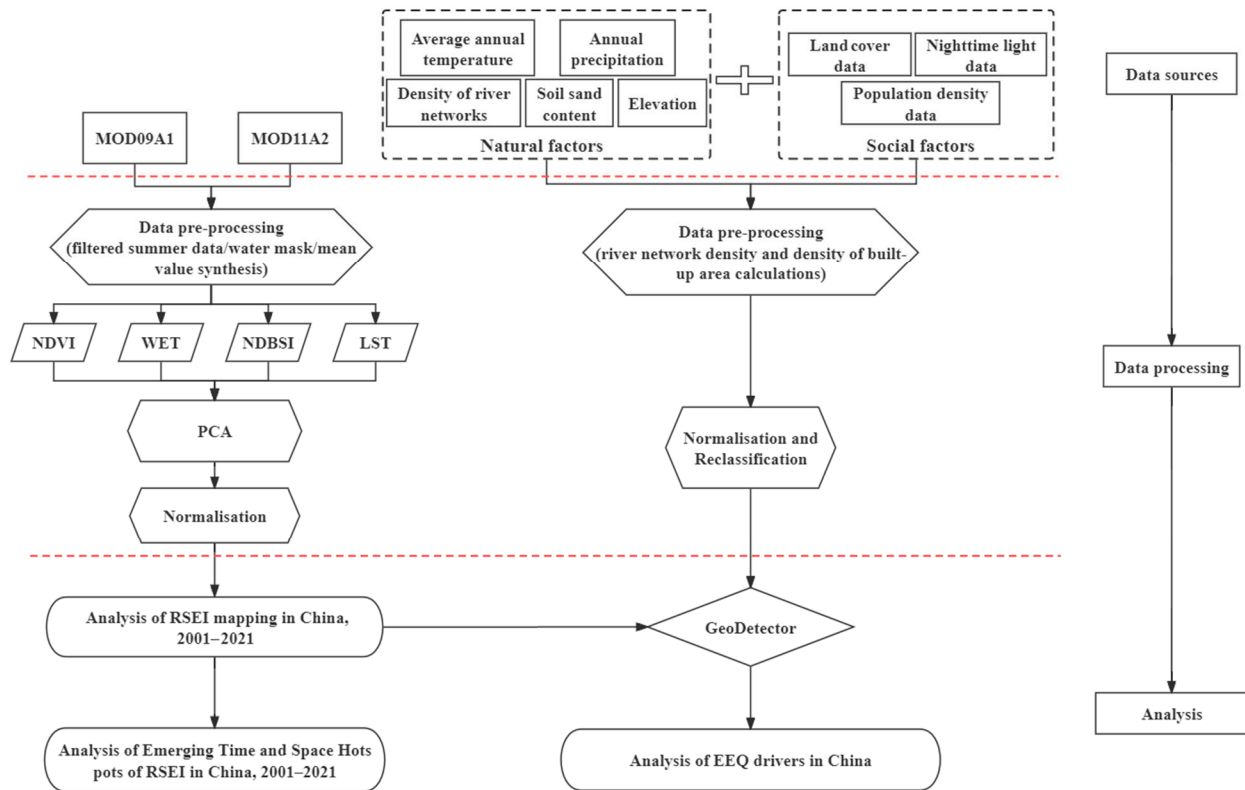 Average annual
temperature
Annual
precipitation
Density of river
networks
Soil sand
content
Elevation
Natural factors
Land cover
data
Nighttime light
data
Population density
data
Social factors
Data sources
MOD09A1
MOD11A2
Data pre-processing
(filtered summer data/water mask/mean
value synthesis)
Data pre-processing
(river network density and density of built-
up area calculations)
NDVI
WET
NDBSI
LST
Data processing
PCA
Normalisation and
Reclassification
Normalisation
Analysis of RSEI mapping in China,
2001–2021
GeoDetector
Analysis
Analysis of Emerging Time and Space Hots
pots of RSEI in China, 2001–2021
Analysis of EEQ drivers in China